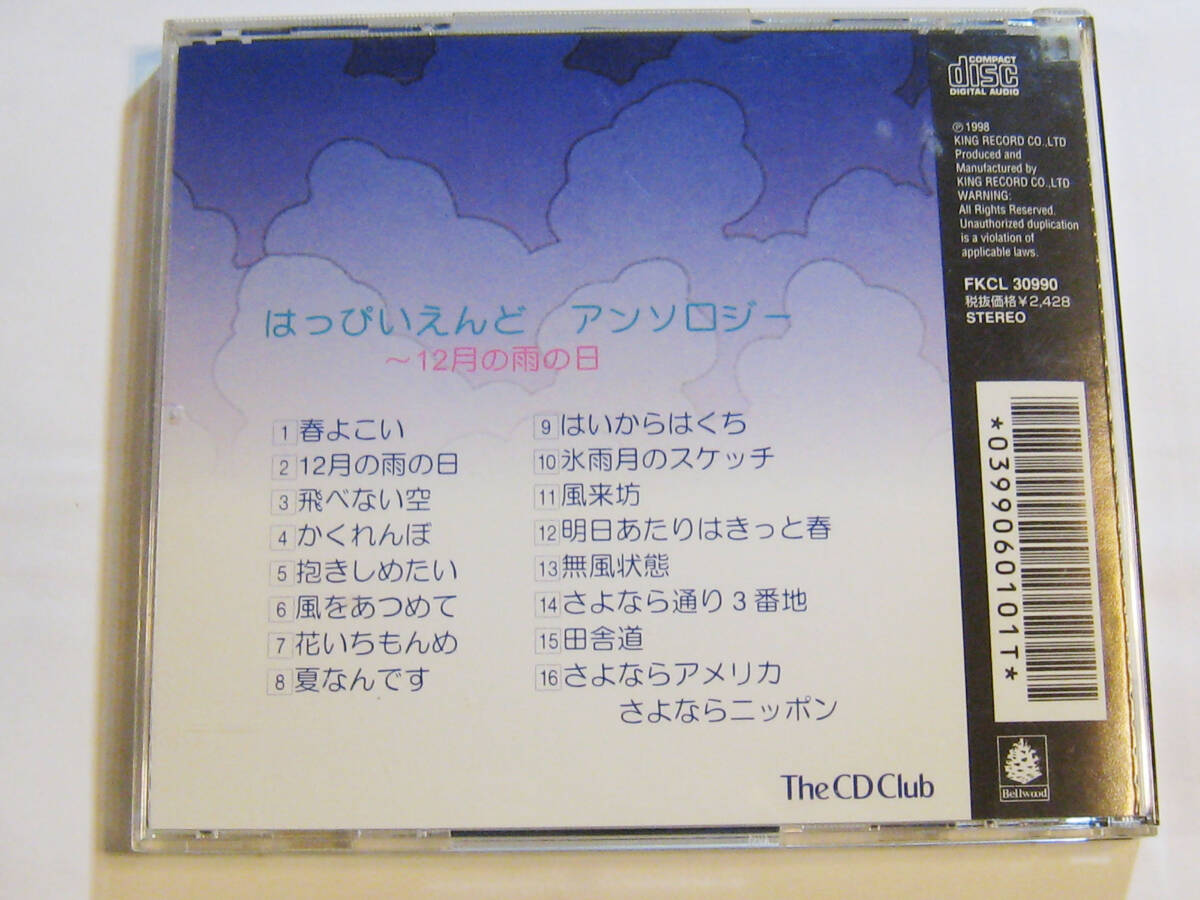 はっぴいえんど アンソロジー
〜12月の雨の日
1 春よこい
2 12月の雨の日
3 飛べない空
4 かくれんぼ
5 抱きしめたい
6 風をあつめて
7 花いちもんめ
8 夏なんです
9 はいからはくち
10 氷雨月のスケッチ
11 風来坊
12 明日あたりはきっと春
13 無風状態
14 さよなら通り3番地
15 田舎道
16 さよならアメリカ
さよならニッポン
The CD Club
COMPACT
disc
DIGITAL AUDIO
℗ 1998
KING RECORD CO.,LTD
Produced and
Manufactured by
KING RECORD CO.,LTD
WARNING:
All Rights Reserved.
Unauthorized duplication
is a violation of
applicable laws.
FKCL 30990
税抜価格¥2,428
STEREO
*0399060101T*
Bellwood